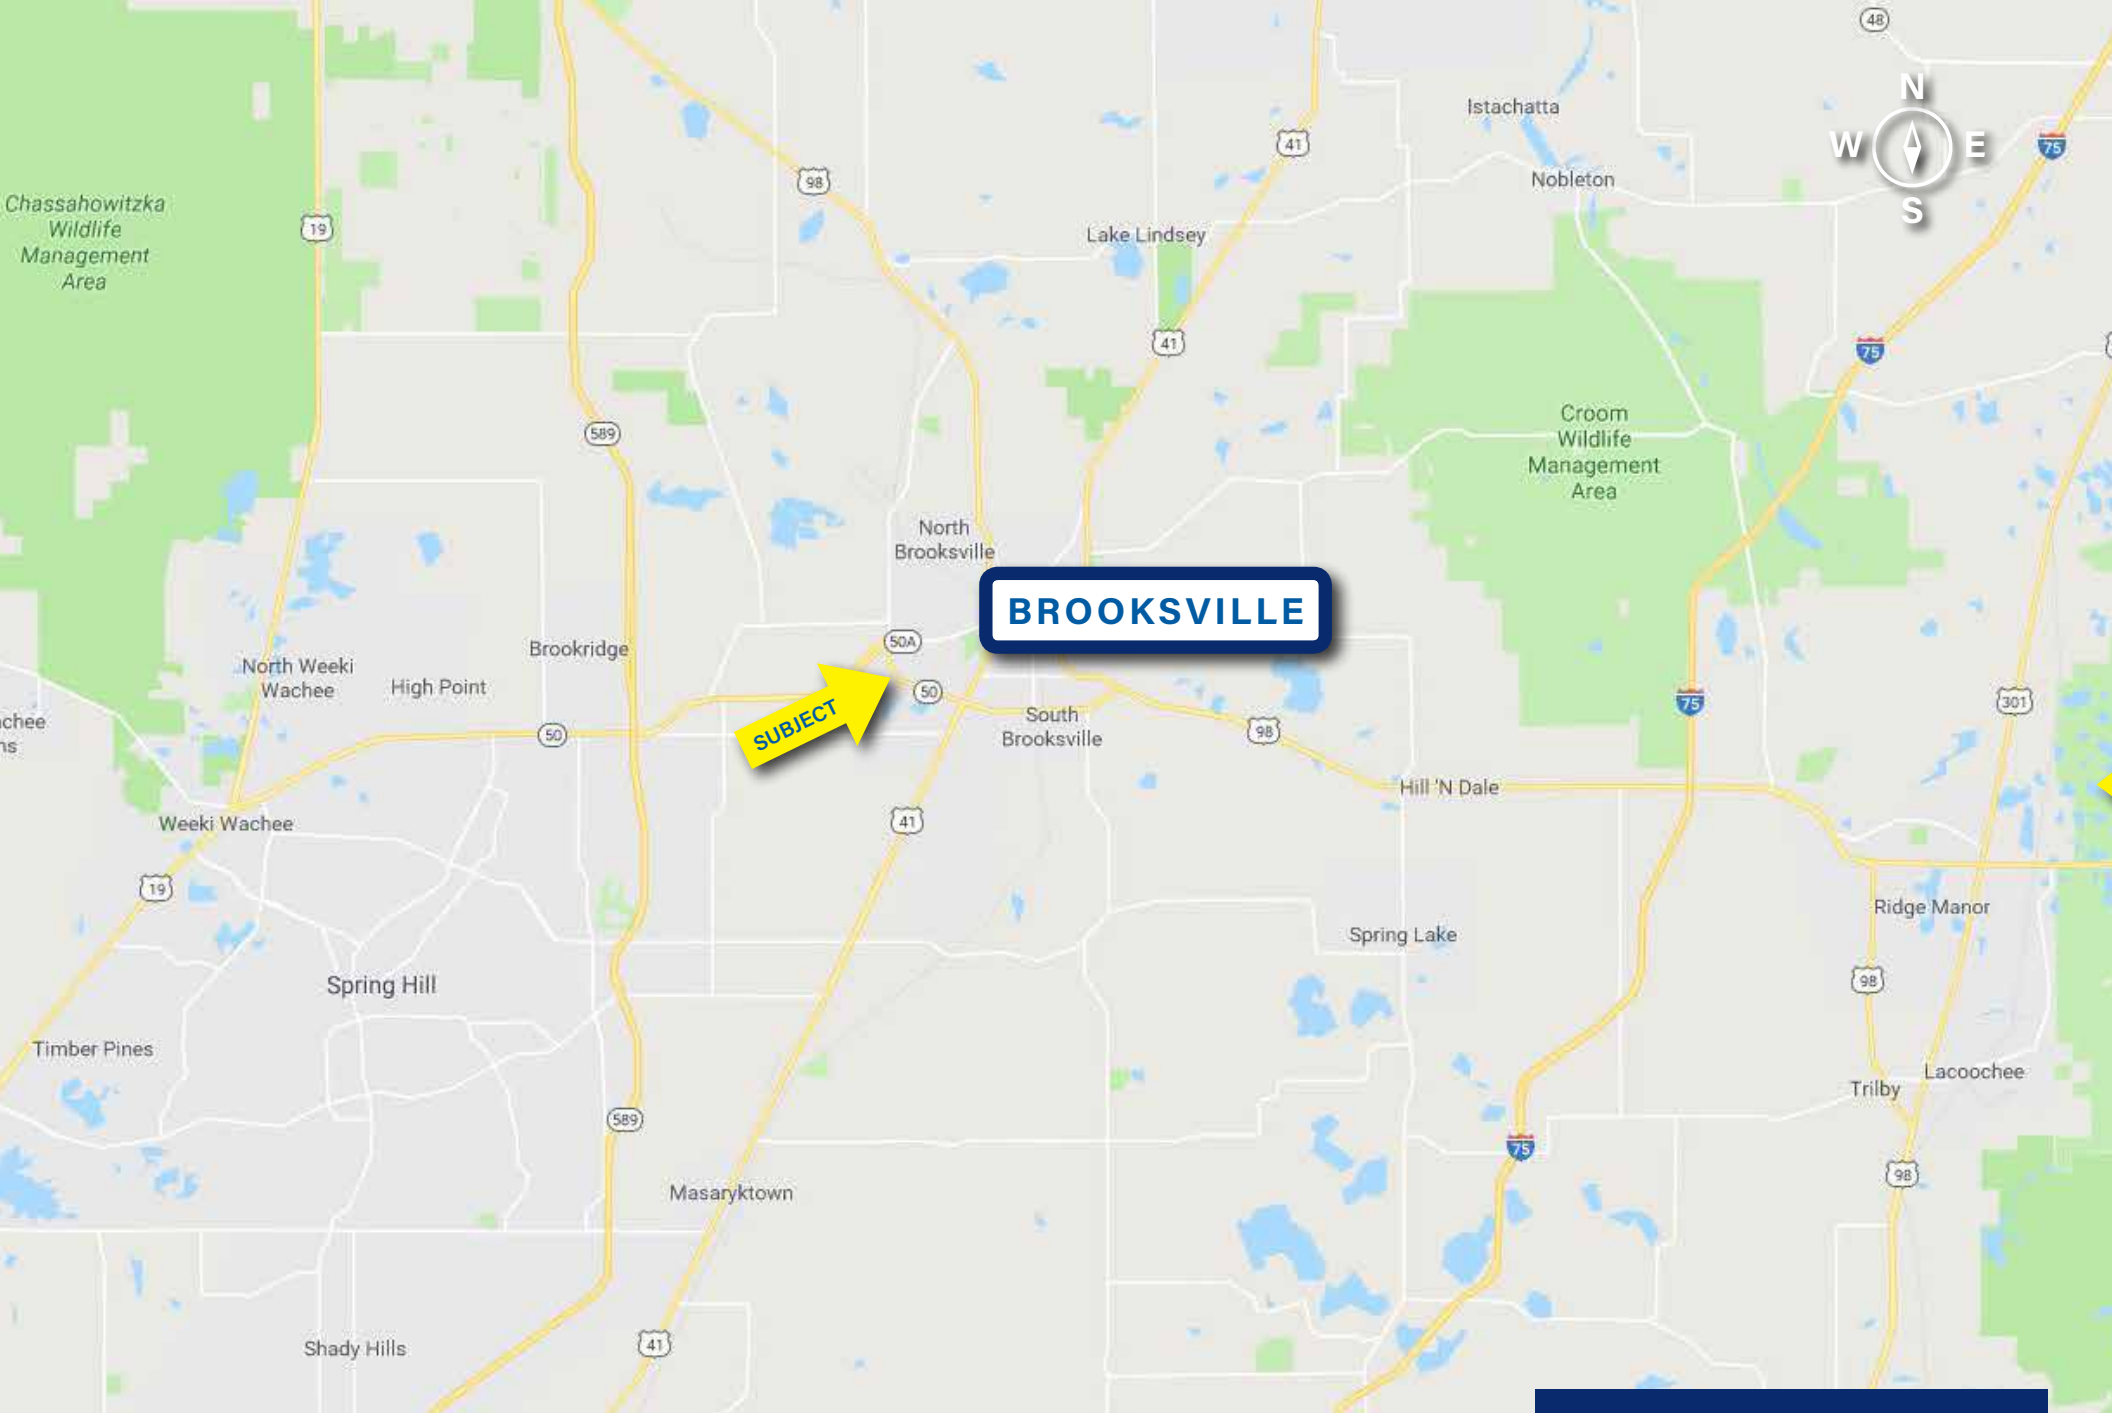 48
N
W
E
S
Istachatta
41
75
Nobleton
98
Chassahowitzka
Wildlife
Management
Area
19
Lake Lindsey
41
75
Croom
Wildlife
Management
Area
589
North
Brooksville
BROOKSVILLE
50A
Brookridge
North Weeki
Wachee
High Point
50
SUBJECT
South
Brooksville
75
301
chee
ns
50
98
Hill 'N Dale
41
Weeki Wachee
19
Ridge Manor
Spring Lake
98
Spring Hill
Timber Pines
Lacoochee
Trilby
589
75
98
Masaryktown
41
Shady Hills